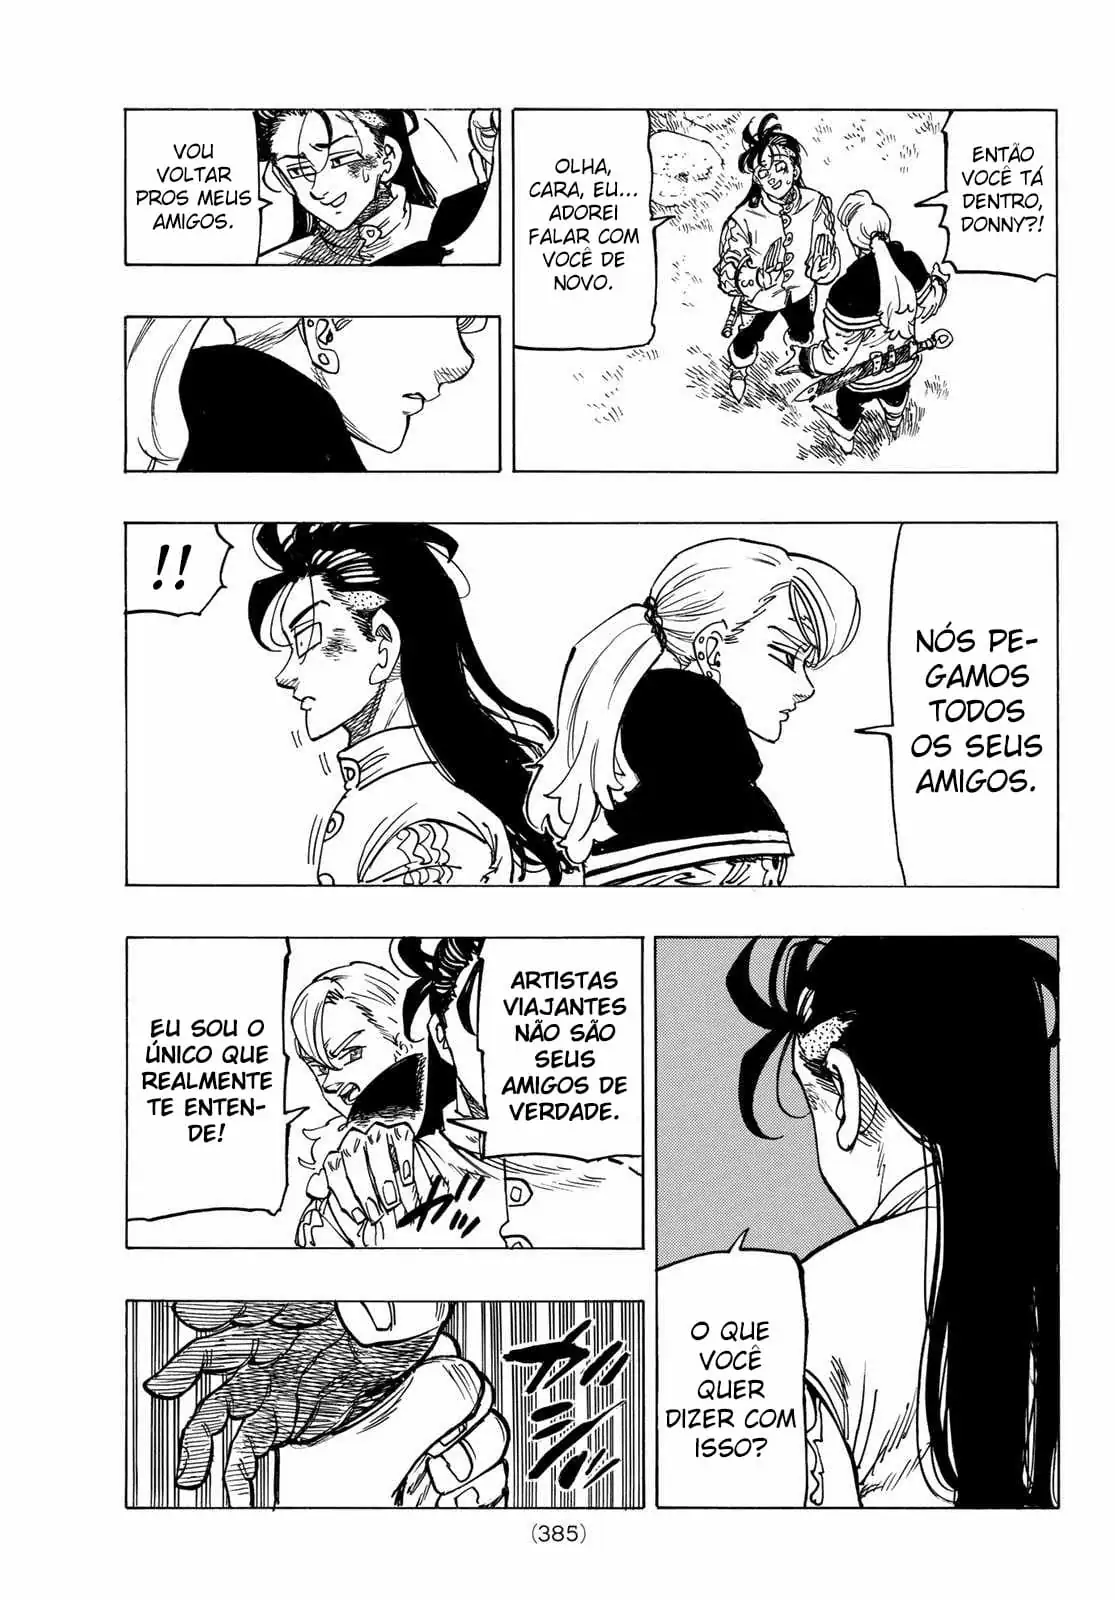 ENTÃO
VOCÊ TÁ
DENTRO,
DONNY?!
OLHA,
CARA, EU...
ADOREI
FALAR COM
VOCÊ DE
NOVO.
VOU
VOLTAR
PROS MEUS
AMIGOS.
NÓS PE-
GAMOS
TODOS
OS SEUS
AMIGOS.
!!
O QUE
VOCÊ
QUER
DIZER COM
ISSO?
ARTISTAS
VIAJANTES
NÃO SÃO
SEUS
AMIGOS DE
VERDADE.
EU SOU O
ÚNICO QUE
REALMENTE
TE ENTEN-
DE!
ガッ
(385)